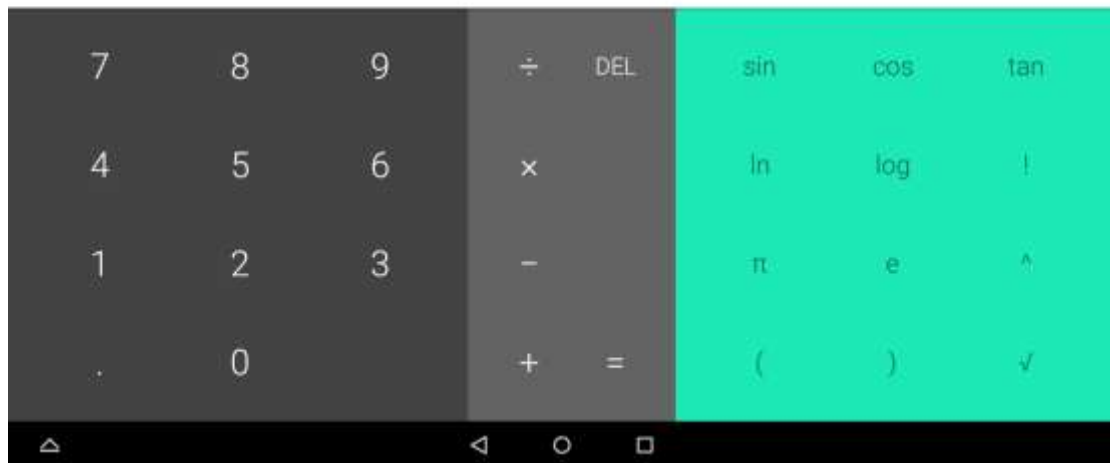 7 8 9 ÷ DEL sin cos tan
4 5 6 × ln log !
1 2 3 − π e ^
. 0 + = ( ) √